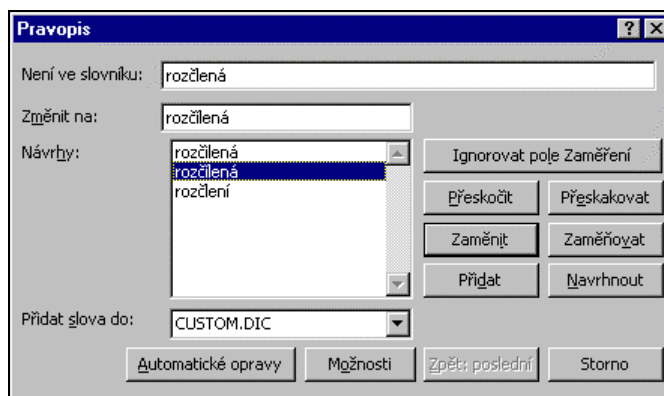 Pravopis
Není ve slovníku: rozčlená
Změnit na: rozčilená
Návrhy: rozčilená
rozčilená
rozčlení
Ignorovat pole Zaměření
Přeskočit Přeskakovat
Zaměnit Zaměňovat
Přidat Navrhnout
Přidat slova do: CUSTOM.DIC
Automatické opravy Možnosti Zpět: poslední Storno